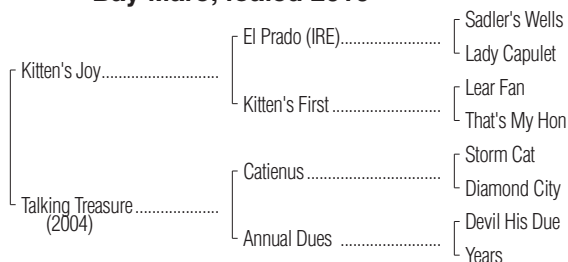 Bay Mare, foaled
Sadler's Wells
El Prado (IRE)........................
Lady Capulet
Kitten's Joy............................
Lear Fan
Kitten's First..........................
That's My Hon
Storm Cat
Catienus................................
Diamond City
Talking Treasure....................
(2004)
Devil His Due
Annual Dues ........................
Years